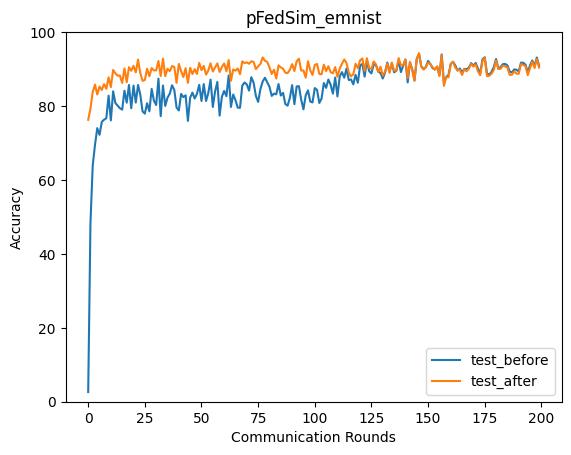 pFedSim_emnist
100
80
60
40
20
0
Accuracy
0 25 50 75 100 125 150 175 200
Communication Rounds
test_before
test_after